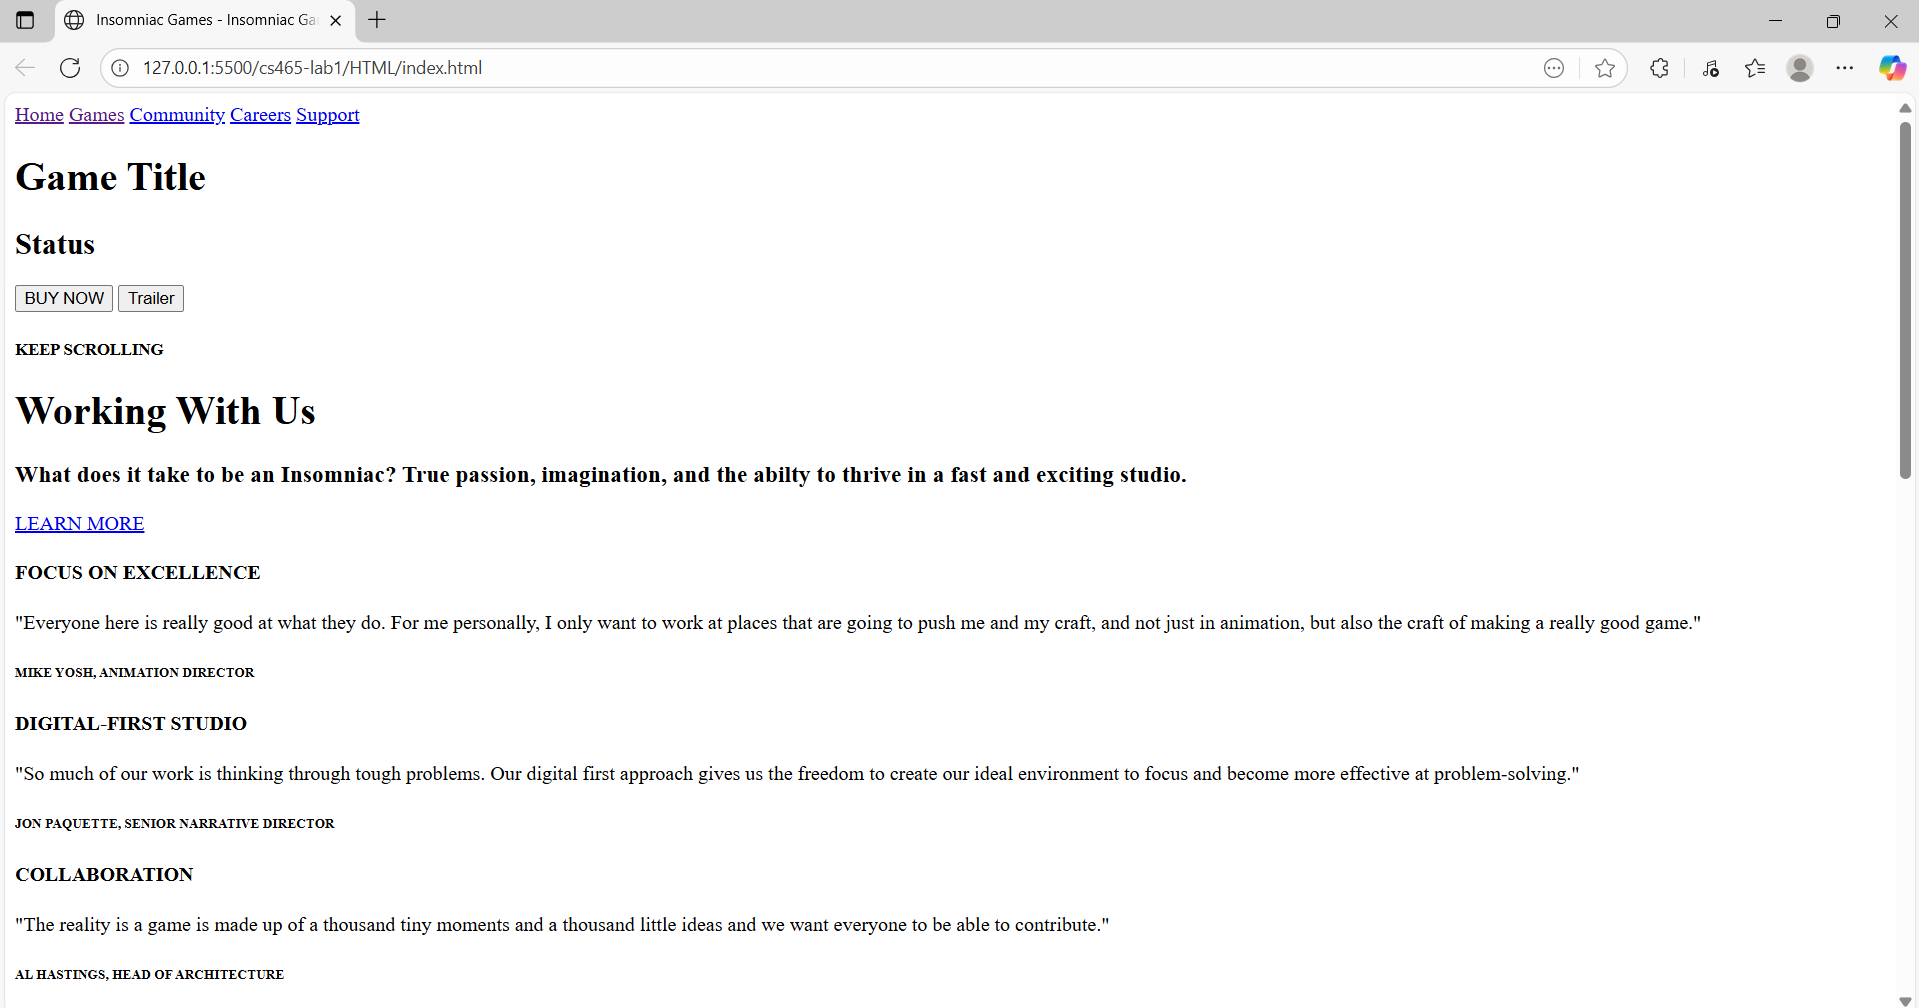 Insomniac Games - Insomniac Ga
127.0.0.1:5500/cs465-lab1/HTML/index.html
Home Games Community Careers Support
Game Title
Status
BUY NOW Trailer
KEEP SCROLLING
Working With Us
What does it take to be an Insomniac? True passion, imagination, and the abilty to thrive in a fast and exciting studio.
LEARN MORE
FOCUS ON EXCELLENCE
"Everyone here is really good at what they do. For me personally, I only want to work at places that are going to push me and my craft, and not just in animation, but also the craft of making a really good game."
MIKE YOSH, ANIMATION DIRECTOR
DIGITAL-FIRST STUDIO
"So much of our work is thinking through tough problems. Our digital first approach gives us the freedom to create our ideal environment to focus and become more effective at problem-solving."
JON PAQUETTE, SENIOR NARRATIVE DIRECTOR
COLLABORATION
"The reality is a game is made up of a thousand tiny moments and a thousand little ideas and we want everyone to be able to contribute."
AL HASTINGS, HEAD OF ARCHITECTURE